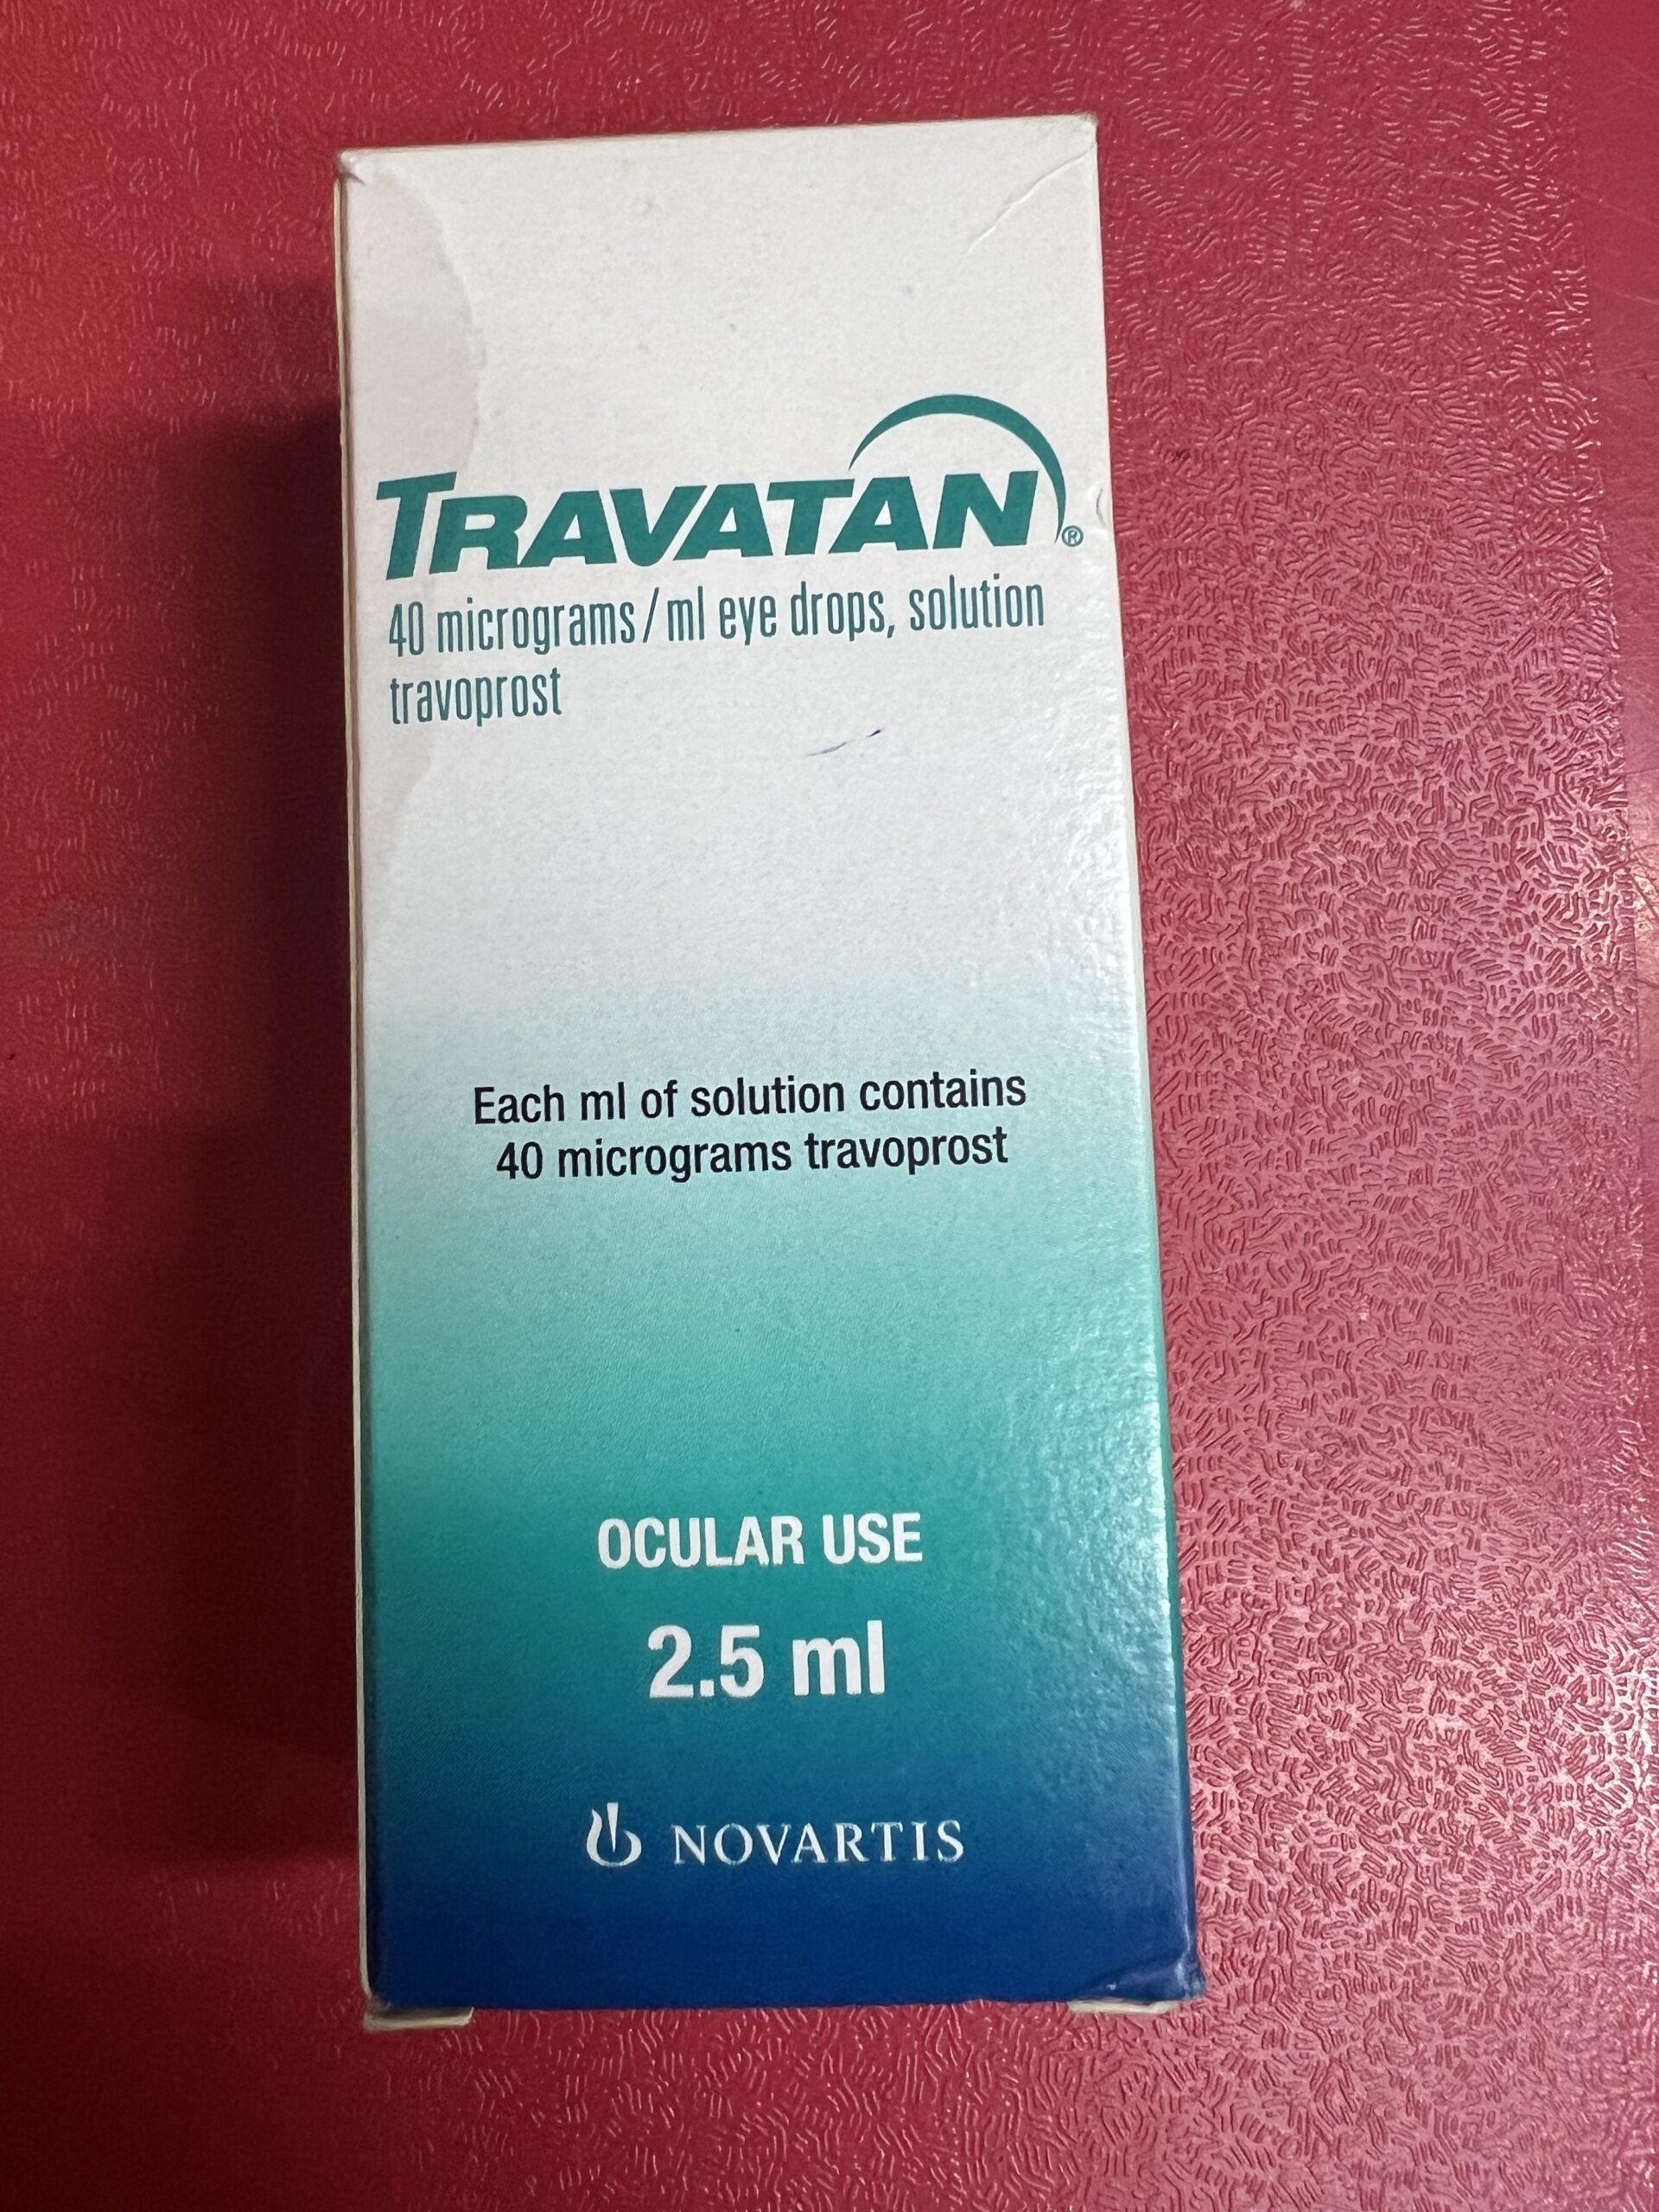 TRAVATAN®
40 micrograms/ml eye drops, solution
travoprost
Each ml of solution contains
40 micrograms travoprost
OCULAR USE
2.5 ml
NOVARTIS